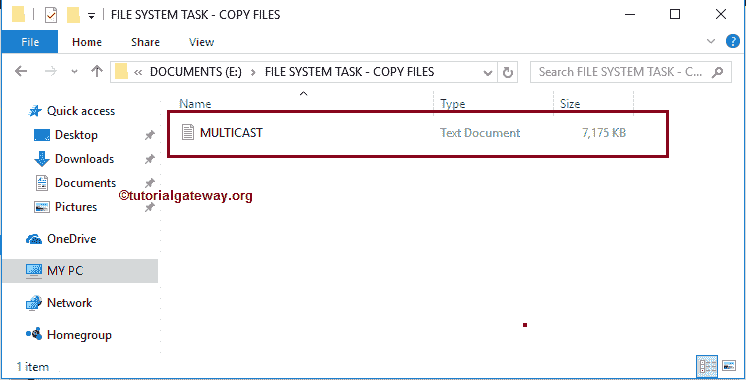 FILE SYSTEM TASK - COPY FILES
File Home Share View
DOCUMENTS (E:) FILE SYSTEM TASK - COPY FILES Search FILE SYSTEM TASK - C...
Name Type Size
MULTICAST Text Document 7,175 KB
Quick access
Desktop
Downloads
Documents
©tutorialgateway.org
Pictures
OneDrive
MY PC
Network
Homegroup
1 item